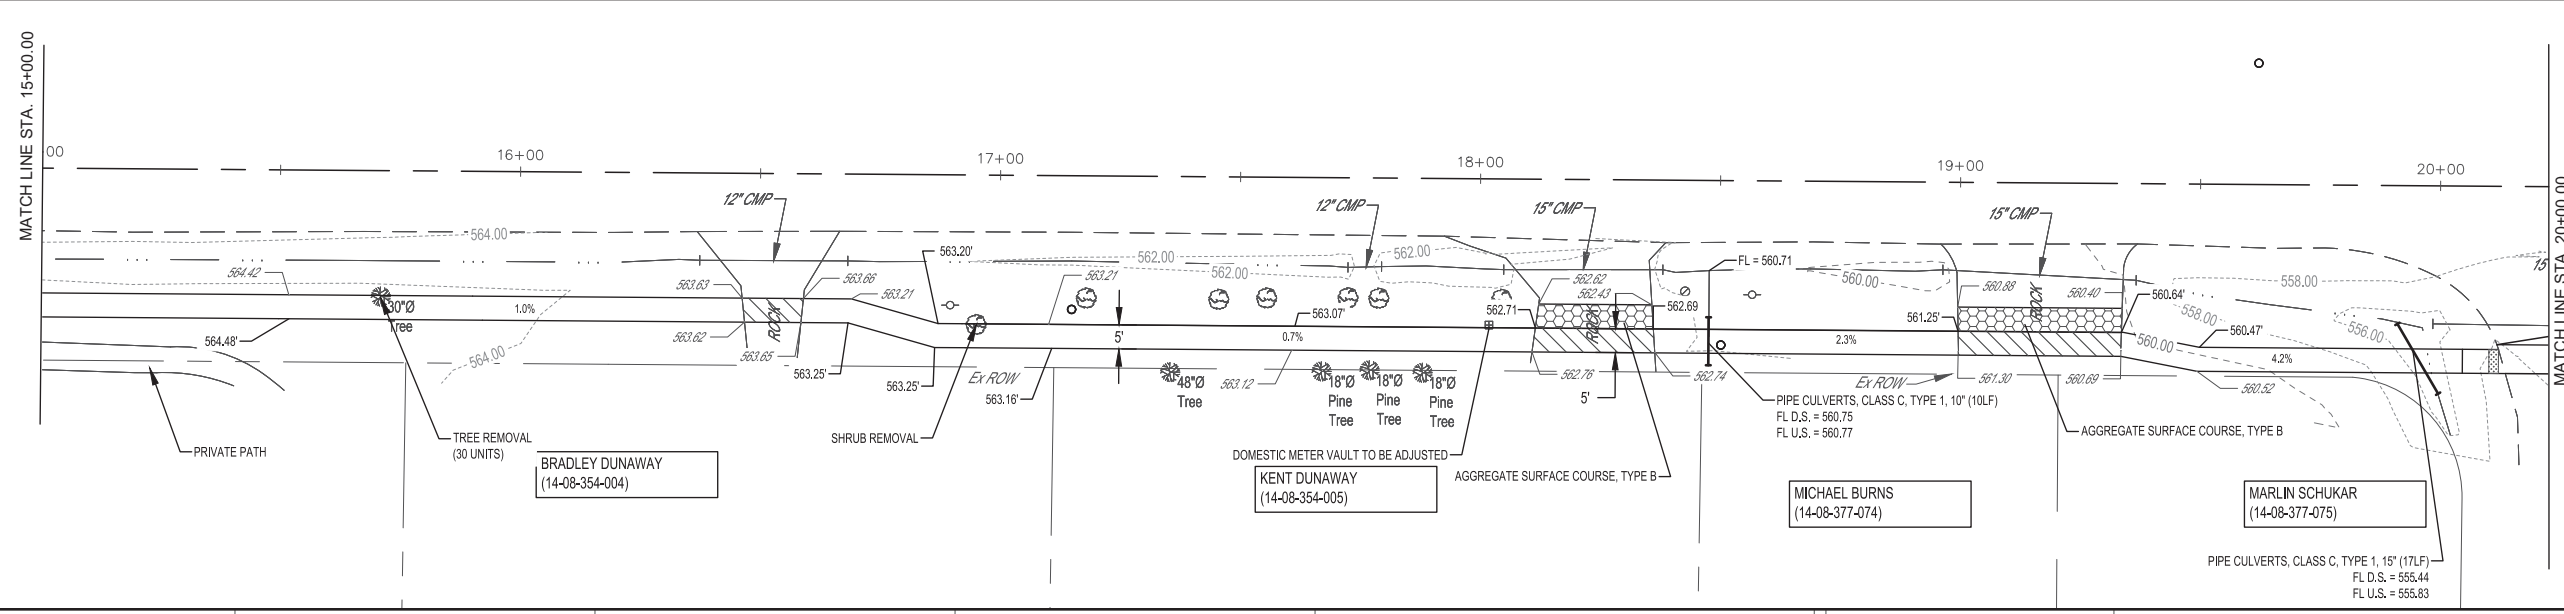 MATCH LINE STA. 15+00.00
00
16+00
17+00
18+00
19+00
20+00
MATCH LINE STA. 20+00.00
12" CMP
12" CMP
15" CMP
15" CMP
15"
564.00
564.42
563.63
563.66
563.21
563.20'
563.21
562.00
562.00
562.00
562.62
562.43
562.71
562.69
FL = 560.71
560.00
560.88
560.40
560.64'
558.00
558.00
556.00
560.00
30"Ø
Tree
1.0%
ROCK
563.07'
5'
0.7%
ROCK
2.3%
561.25'
ROCK
560.47'
4.2%
564.48'
564.00
563.62
563.65
563.25'
563.25'
Ex ROW
563.16'
48"Ø
Tree
563.12
18"Ø
Pine
Tree
18"Ø
Pine
Tree
18"Ø
Pine
Tree
562.76
562.74
5'
Ex ROW
561.30
560.69
560.52
PRIVATE PATH
TREE REMOVAL
(30 UNITS)
SHRUB REMOVAL
DOMESTIC METER VAULT TO BE ADJUSTED
AGGREGATE SURFACE COURSE, TYPE B
PIPE CULVERTS, CLASS C, TYPE 1, 10" (10LF)
FL D.S. = 560.75
FL U.S. = 560.77
AGGREGATE SURFACE COURSE, TYPE B
BRADLEY DUNAWAY
(14-08-354-004)
KENT DUNAWAY
(14-08-354-005)
MICHAEL BURNS
(14-08-377-074)
MARLIN SCHUKAR
(14-08-377-075)
PIPE CULVERTS, CLASS C, TYPE 1, 15" (17LF)
FL D.S. = 555.44
FL U.S. = 555.83